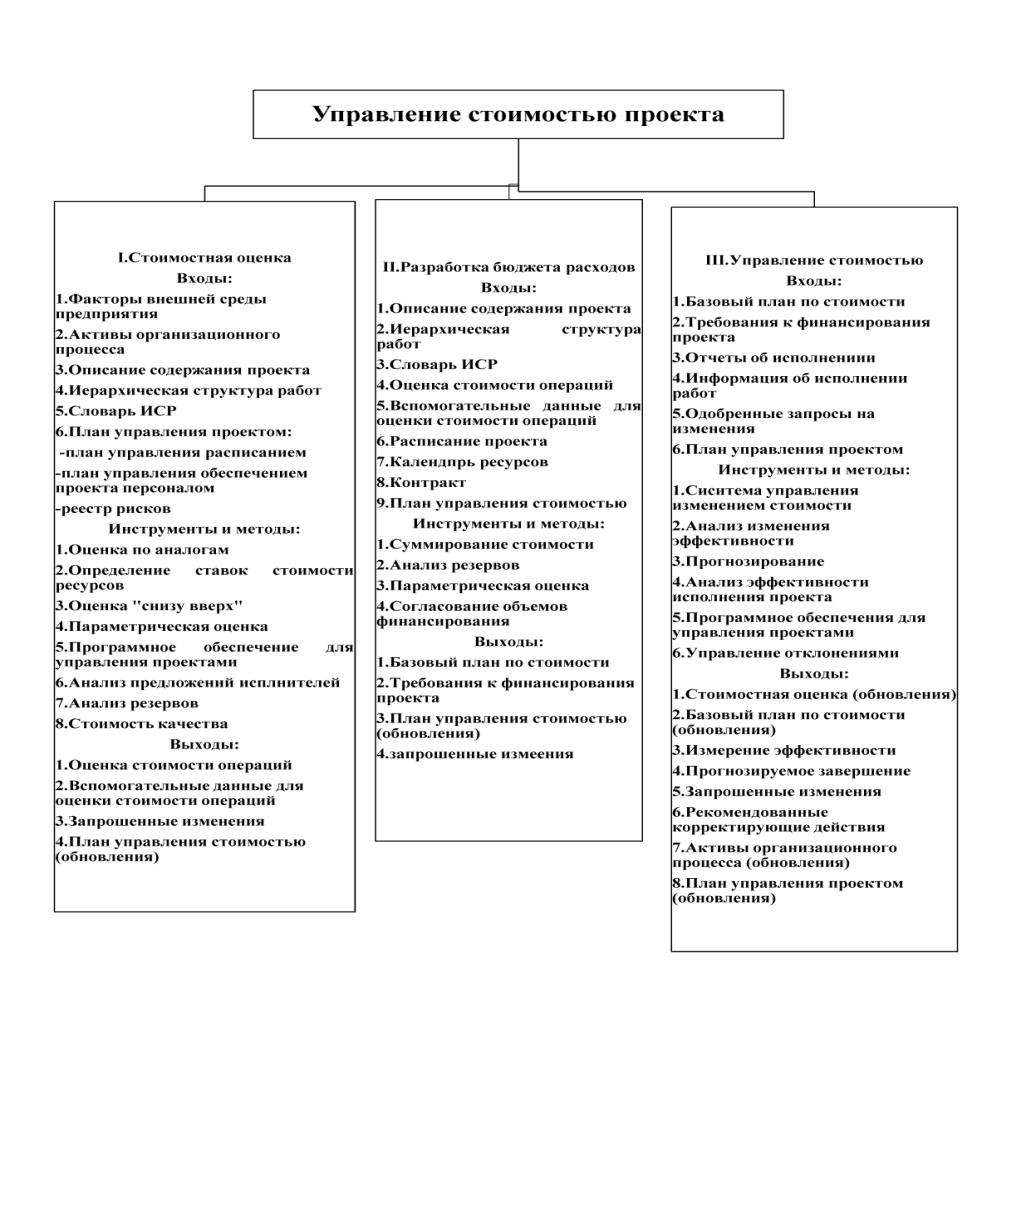 Управление стоимостью проекта
I.Стоимостная оценка
Входы:
1.Факторы внешней среды
предприятия
2.Активы организационного
процесса
3.Описание содержания проекта
4.Иерархическая структура работ
5.Словарь ИСР
6.План управления проектом:
-план управления расписанием
-план управления обеспечением
проекта персоналом
-реестр рисков
Инструменты и методы:
1.Оценка по аналогам
2.Определение ставок стоимости
ресурсов
3.Оценка "снизу вверх"
4.Параметрическая оценка
5.Программное обеспечение для
управления проектами
6.Анализ предложений исплнителей
7.Анализ резервов
8.Стоимость качества
Выходы:
1.Оценка стоимости операций
2.Вспомогательные данные для
оценки стоимости операций
3.Запрошенные изменения
4.План управления стоимостью
(обновления)
II.Разработка бюджета расходов
Входы:
1.Описание содержания проекта
2.Иерархическая структура
работ
3.Словарь ИСР
4.Оценка стоимости операций
5.Вспомогательные данные для
оценки стоимости операций
6.Расписание проекта
7.Календпрь ресурсов
8.Контракт
9.План управления стоимостью
Инструменты и методы:
1.Суммирование стоимости
2.Анализ резервов
3.Параметрическая оценка
4.Согласование объемов
финансирования
Выходы:
1.Базовый план по стоимости
2.Требования к финансирования
проекта
3.План управления стоимостью
(обновления)
4.запрошенные измеения
III.Управление стоимостью
Входы:
1.Базовый план по стоимости
2.Требования к финансирования
проекта
3.Отчеты об исполнениии
4.Информация об исполнении
работ
5.Одобренные запросы на
изменения
6.План управления проектом
Инструменты и методы:
1.Сиситема управления
изменением стоимости
2.Анализ изменения
эффективности
3.Прогнозирование
4.Анализ эффективности
исполнения проекта
5.Программное обеспечения для
управления проектами
6.Управление отклонениями
Выходы:
1.Стоимостная оценка (обновления)
2.Базовый план по стоимости
(обновления)
3.Измерение эффективности
4.Прогнозируемое завершение
5.Запрошенные изменения
6.Рекомендованные
корректирующие действия
7.Активы организационного
процесса (обновления)
8.План управления проектом
(обновления)